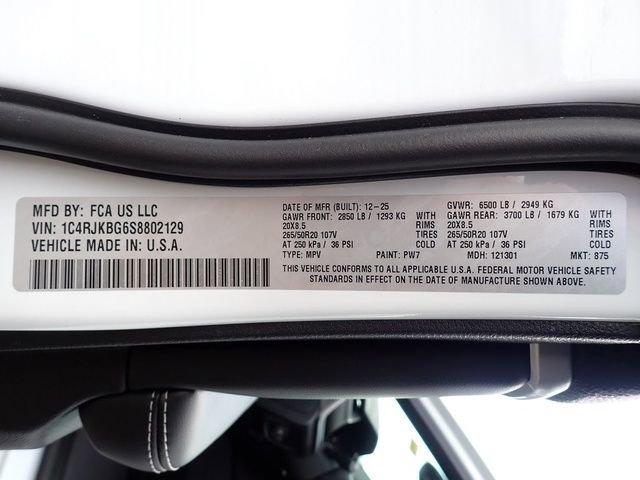 MFD BY: FCA US LLC
VIN: 1C4RJKBG6S8802129
VEHICLE MADE IN U.S.A.
DATE OF MFR (BUILT): 12-25
GAWR FRONT: 2850 LB / 1293 KG
WITH
20X8.5
RIMS
265/50R20 107V
TIRES
AT 250 kPa / 36 PSI
COLD
TYPE: MPV
PAINT: PW7
GVWR: 6500 LB / 2949 KG
GAWR REAR: 3700 LB / 1679 KG
WITH
20X8.5
RIMS
265/50R20 107V
TIRES
AT 250 kPa / 36 PSI
COLD
MDH: 121301
MKT: 875
THIS VEHICLE CONFORMS TO ALL APPLICABLE U.S.A. FEDERAL MOTOR VEHICLE SAFETY
STANDARDS IN EFFECT ON THE DATE OF MANUFACTURE SHOWN ABOVE.